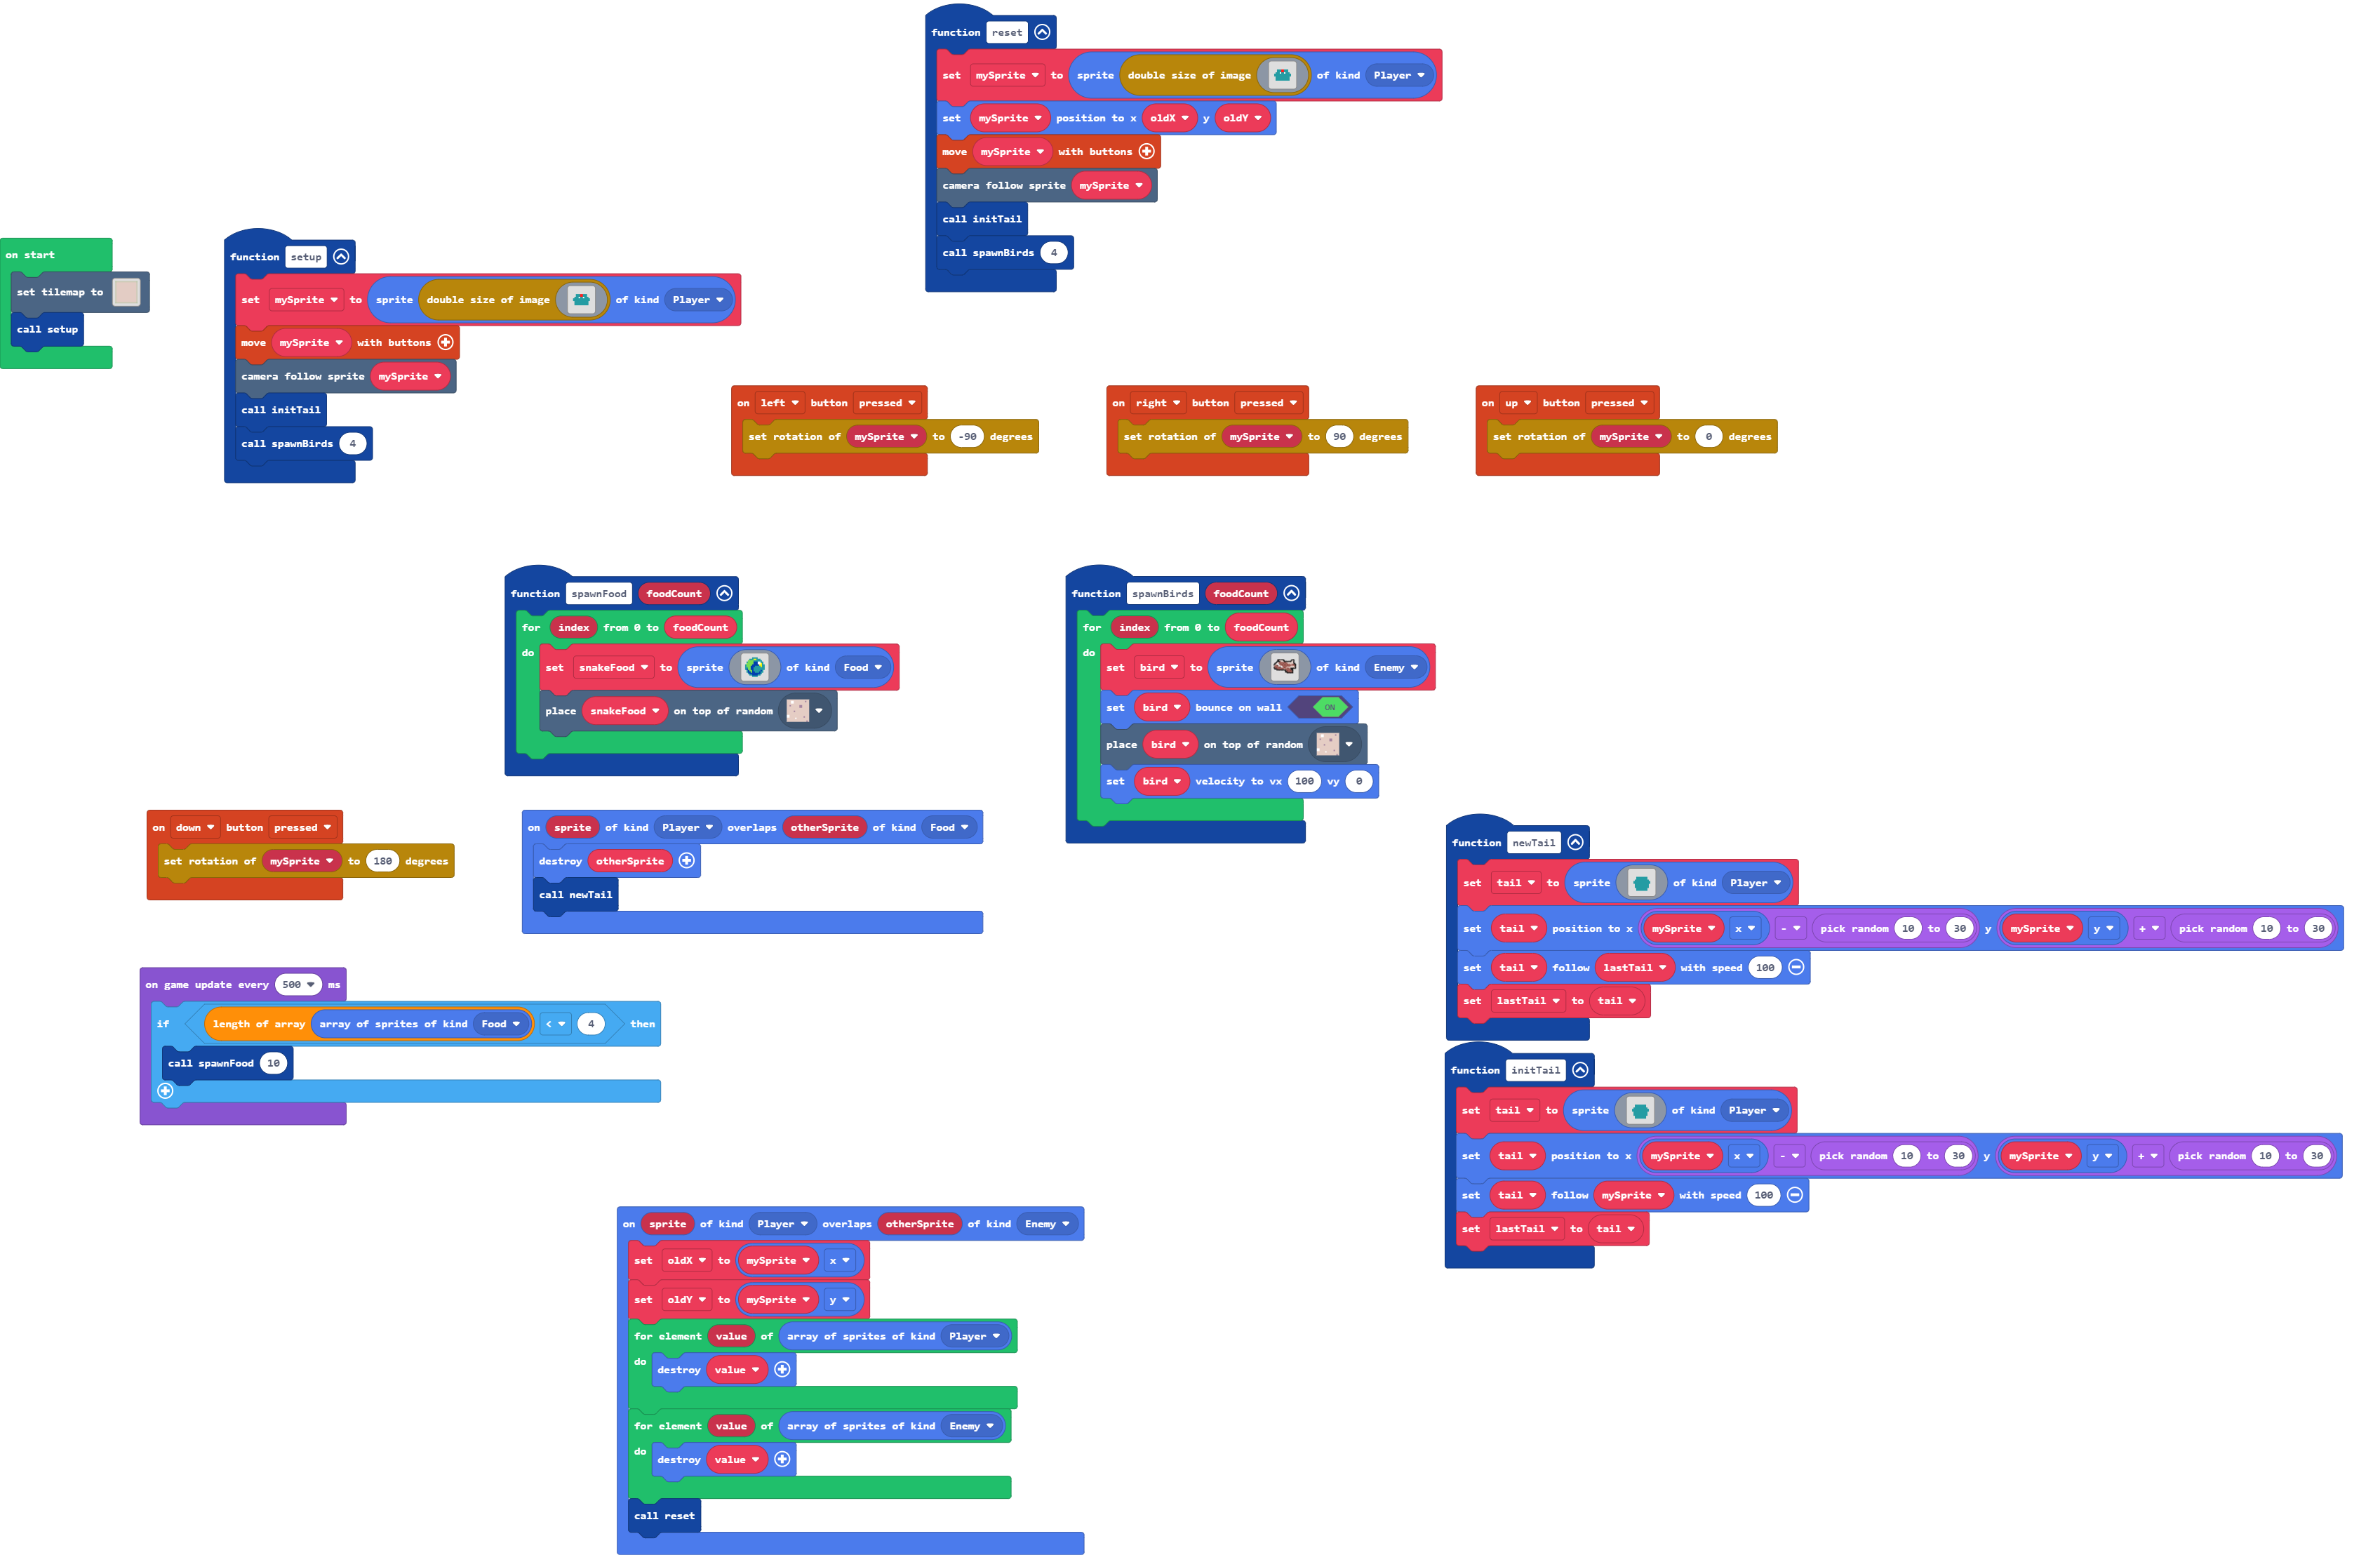 function reset
set mySprite to sprite double size of image of kind Player
set mySprite position to x oldX y oldY
move mySprite with buttons
camera follow sprite mySprite
call initTail
call spawnBirds 4
on start
set tilemap to
call setup
function setup
set mySprite to sprite double size of image of kind Player
move mySprite with buttons
camera follow sprite mySprite
call initTail
call spawnBirds 4
on left button pressed
set rotation of mySprite to -90 degrees
on right button pressed
set rotation of mySprite to 90 degrees
on up button pressed
set rotation of mySprite to 0 degrees
function spawnFood foodCount
for index from 0 to foodCount
do
set snakeFood to sprite of kind Food
place snakeFood on top of random
function spawnBirds foodCount
for index from 0 to foodCount
do
set bird to sprite of kind Enemy
set bird bounce on wall ON
place bird on top of random
set bird velocity to vx 100 vy 0
on down button pressed
set rotation of mySprite to 180 degrees
on sprite of kind Player overlaps otherSprite of kind Food
destroy otherSprite
call newTail
function newTail
set tail to sprite of kind Player
set tail position to x mySprite x - pick random 10 to 30 y mySprite y + pick random 10 to 30
set tail follow lastTail with speed 100
set lastTail to tail
on game update every 500 ms
if length of array array of sprites of kind Food < 4 then
call spawnFood 10
function initTail
set tail to sprite of kind Player
set tail position to x mySprite x - pick random 10 to 30 y mySprite y + pick random 10 to 30
set tail follow mySprite with speed 100
set lastTail to tail
on sprite of kind Player overlaps otherSprite of kind Enemy
set oldX to mySprite x
set oldY to mySprite y
for element value of array of sprites of kind Player
do
destroy value
for element value of array of sprites of kind Enemy
do
destroy value
call reset